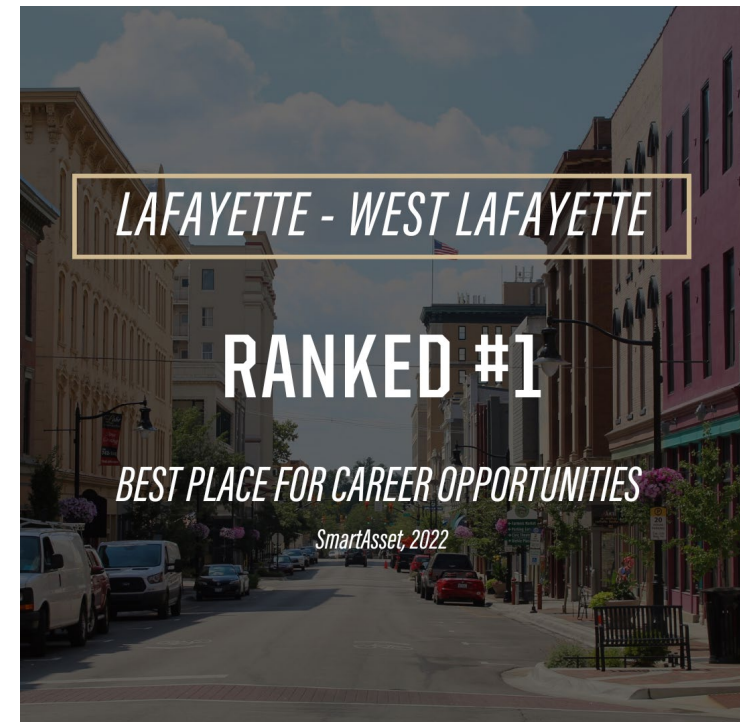 LAFAYETTE - WEST LAFAYETTE
RANKED #1
BEST PLACE FOR CAREER OPPORTUNITIES
SmartAsset, 2022